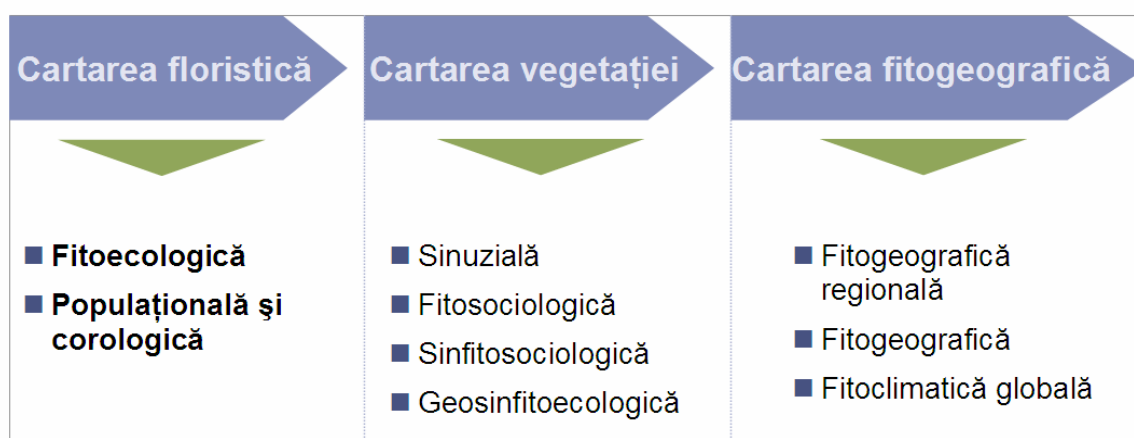 Cartarea floristică
Cartarea vegetației
Cartarea fitogeografică
Fitoecologică
Populațională şi
corologică
Sinuzială
Fitosociologică
Sinfitosociologică
Geosinfitoecologică
Fitogeografică
regională
Fitogeografică
Fitoclimatică globală